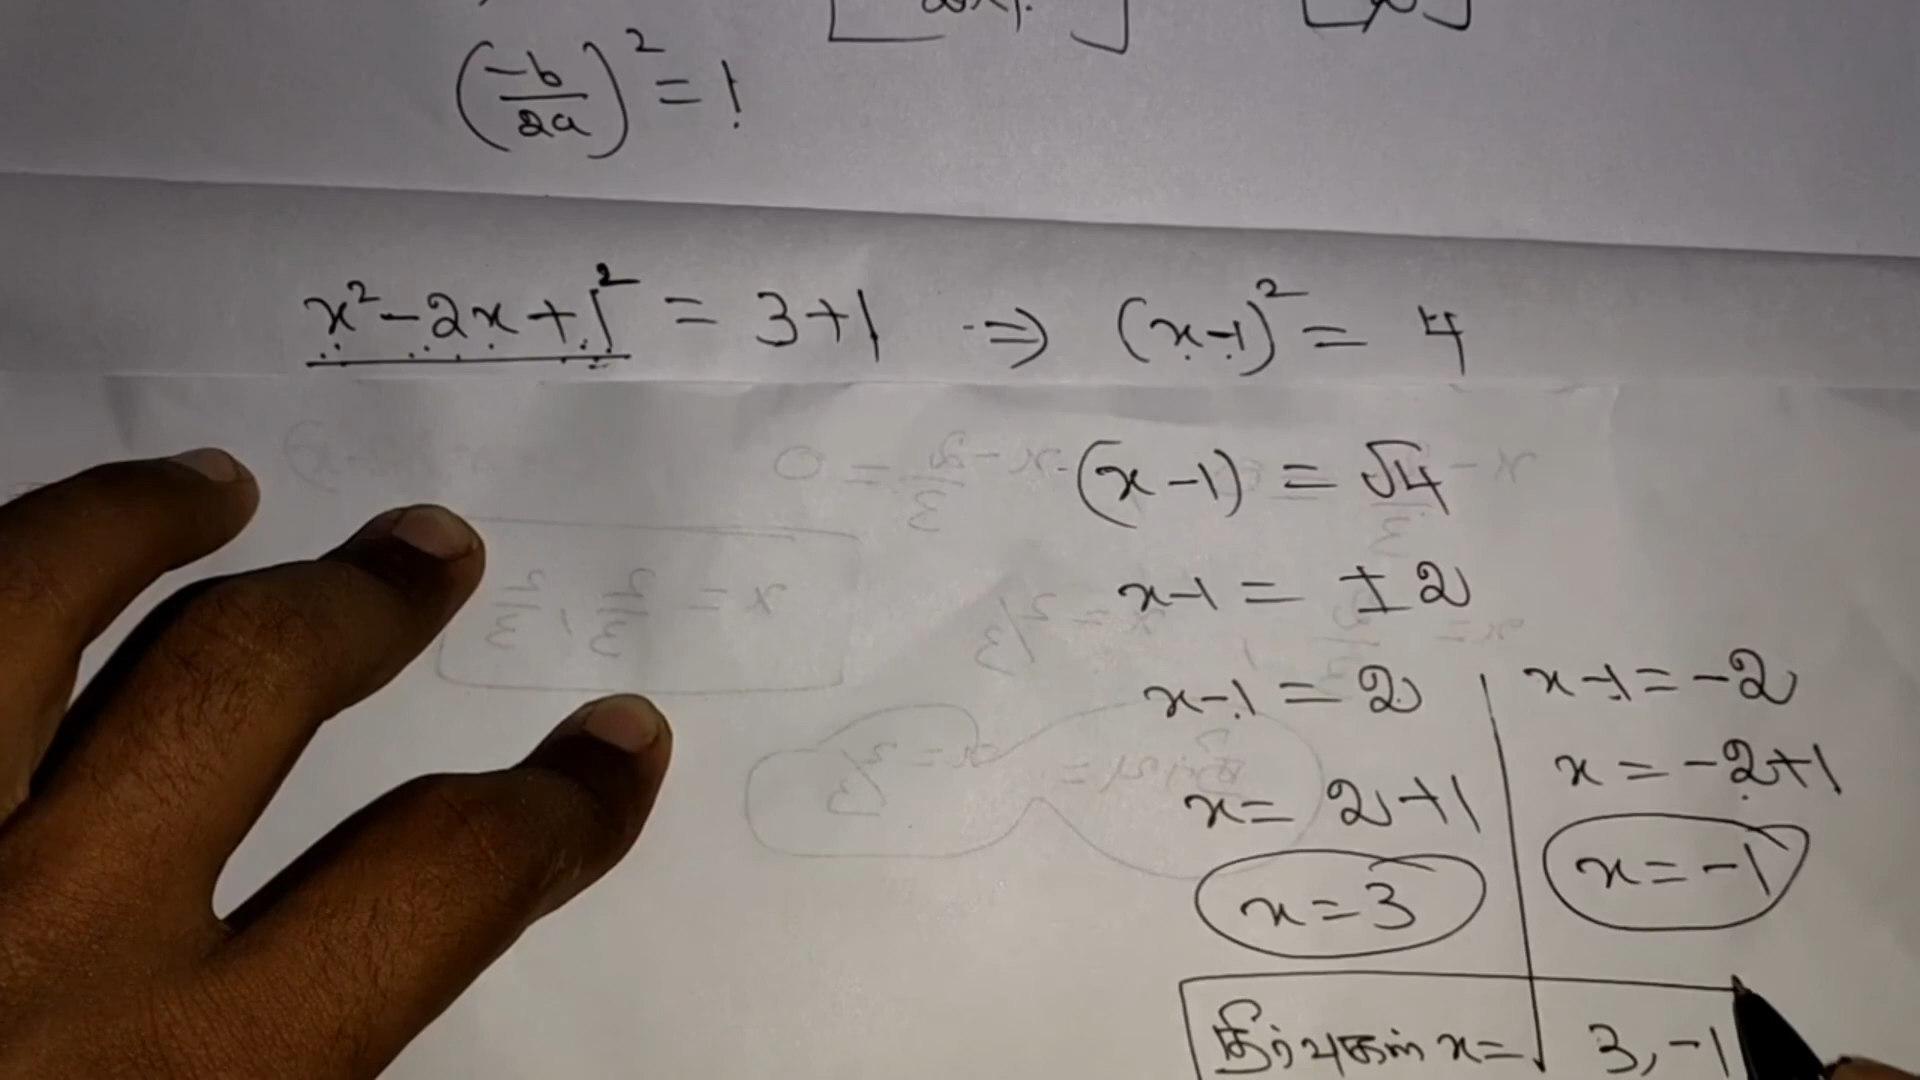 (-b/2a)² = 1
x² - 2x + 1² = 3+1 ⇒ (x-1)² = 4
(x-1) = √4
x-1 = ±2
x-1 = 2 | x-1 = -2
x = 2+1 | x = -2+1
x = 3 | x = -1
தீர்வுகள் x = 3, -1